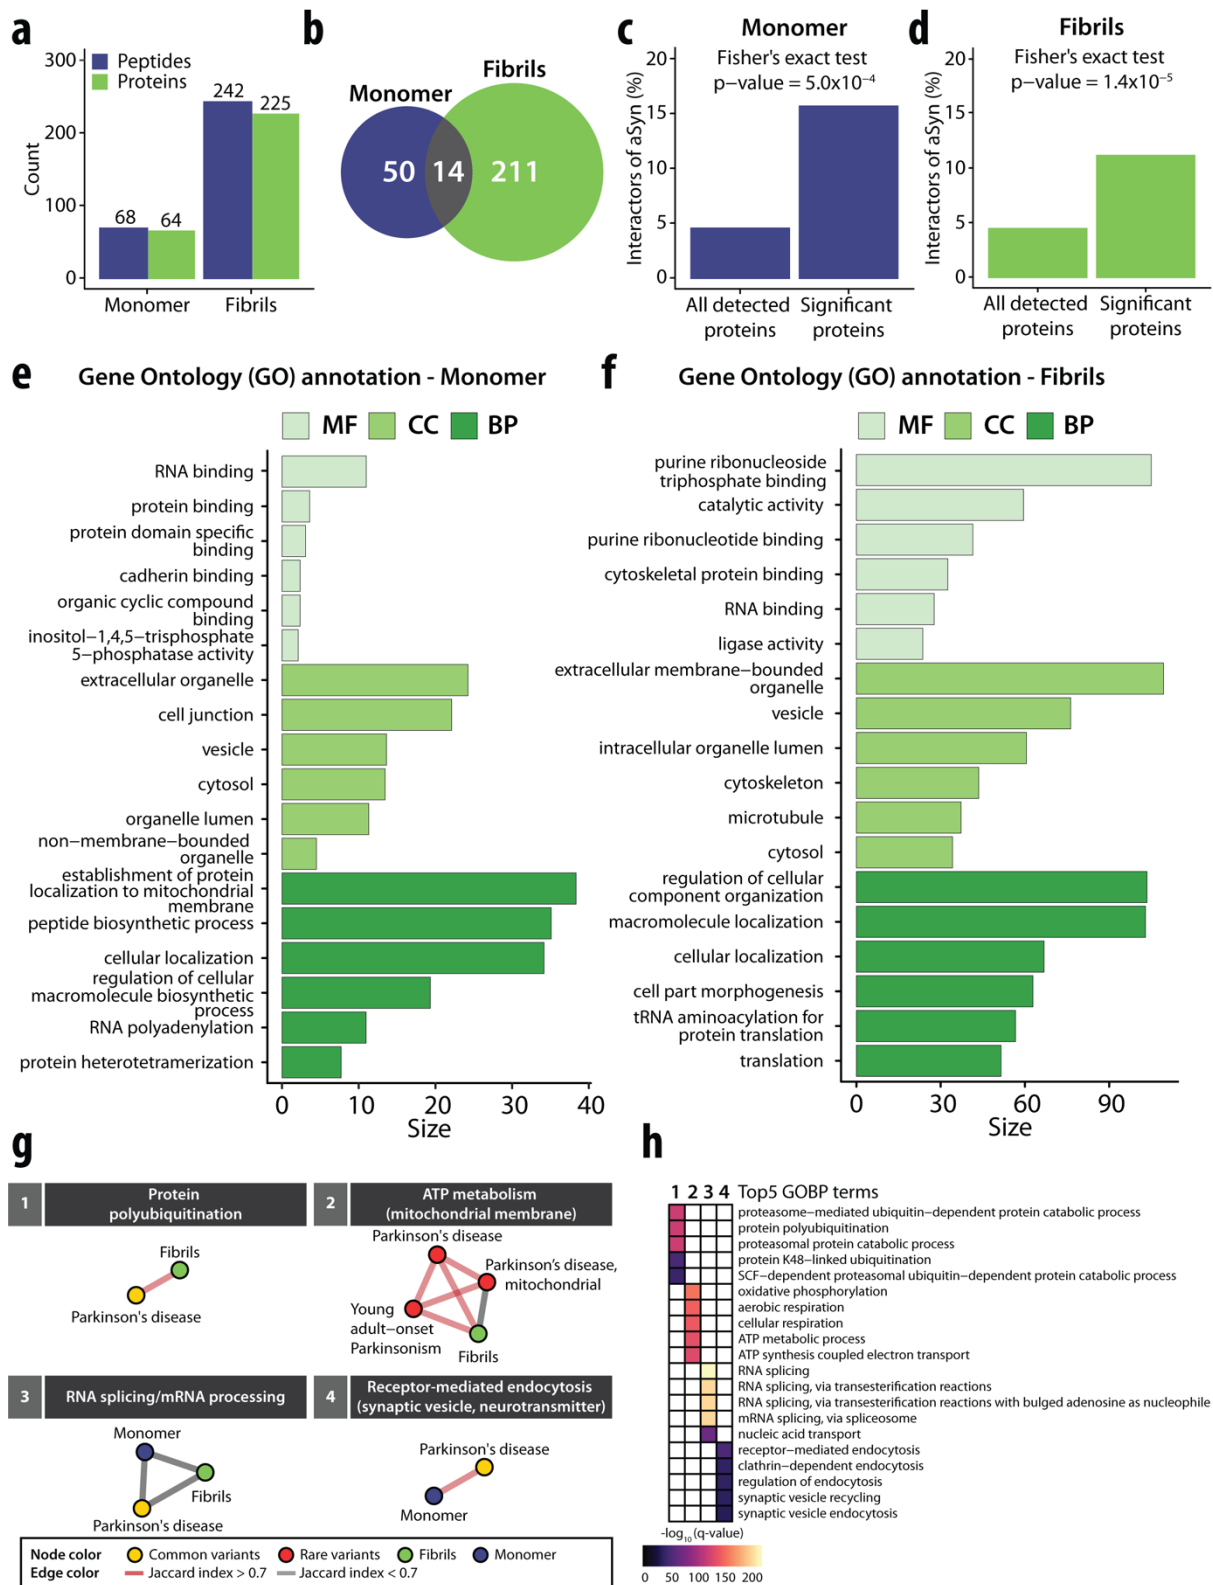 a
300
200
100
0
Count
Peptides
Proteins
68
64
242
225
Monomer
Fibrils
b
Monomer
Fibrils
50
14
211
c
Monomer
Interactors of aSyn (%)
20
15
10
5
0
Fisher's exact test
p−value = 5.0x10⁻⁴
All detected
proteins
Significant
proteins
d
Fibrils
Interactors of aSyn (%)
20
15
10
5
0
Fisher's exact test
p−value = 1.4x10⁻⁵
All detected
proteins
Significant
proteins
e
Gene Ontology (GO) annotation - Monomer
MF CC BP
RNA binding
protein binding
protein domain specific
binding
cadherin binding
organic cyclic compound
binding
inositol−1,4,5−trisphosphate
5−phosphatase activity
extracellular organelle
cell junction
vesicle
cytosol
organelle lumen
non−membrane−bounded
organelle
establishment of protein
localization to mitochondrial
membrane
peptide biosynthetic process
cellular localization
regulation of cellular
macromolecule biosynthetic
process
RNA polyadenylation
protein heterotetramerization
0 10 20 30 40
Size
f
Gene Ontology (GO) annotation - Fibrils
MF CC BP
purine ribonucleoside
triphosphate binding
catalytic activity
purine ribonucleotide binding
cytoskeletal protein binding
RNA binding
ligase activity
extracellular membrane−bounded
organelle
vesicle
intracellular organelle lumen
cytoskeleton
microtubule
cytosol
regulation of cellular
component organization
macromolecule localization
cellular localization
cell part morphogenesis
tRNA aminoacylation for
protein translation
translation
0 30 60 90
Size
g
1
Protein
polyubiquitination
Fibrils
Parkinson's disease
2
ATP metabolism
(mitochondrial membrane)
Parkinson's disease
Parkinson's disease,
mitochondrial
Young
adult−onset
Parkinsonism
Fibrils
3
RNA splicing/mRNA processing
Monomer
Fibrils
Parkinson's disease
4
Receptor-mediated endocytosis
(synaptic vesicle, neurotransmitter)
Parkinson's disease
Monomer
Node color Common variants Rare variants Fibrils Monomer
Edge color Jaccard index > 0.7 Jaccard index < 0.7
h
1 2 3 4 Top5 GOBP terms
proteasome−mediated ubiquitin−dependent protein catabolic process
protein polyubiquitination
proteasomal protein catabolic process
protein K48−linked ubiquitination
SCF−dependent proteasomal ubiquitin−dependent protein catabolic process
oxidative phosphorylation
aerobic respiration
cellular respiration
ATP metabolic process
ATP synthesis coupled electron transport
RNA splicing
RNA splicing, via transesterification reactions
RNA splicing, via transesterification reactions with bulged adenosine as nucleophile
mRNA splicing, via spliceosome
nucleic acid transport
receptor−mediated endocytosis
clathrin−dependent endocytosis
regulation of endocytosis
synaptic vesicle recycling
synaptic vesicle endocytosis
-log₁₀(q-value)
0 50 100 150 200